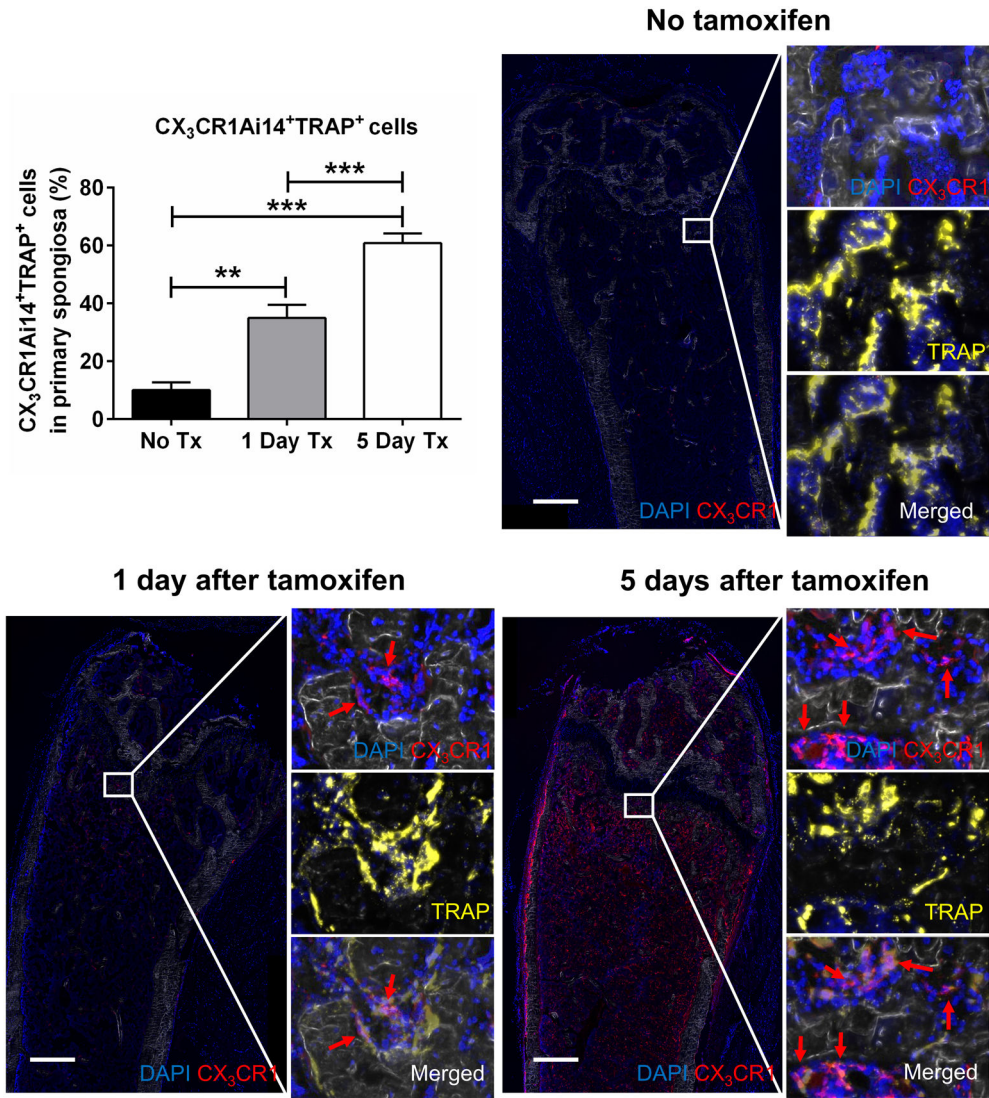 No tamoxifen
CX₃CR1Ai14⁺TRAP⁺ cells
CX₃CR1Ai14⁺TRAP⁺ cells
in primary spongiosa (%)
80
60
40
20
0
***
***
**
No Tx
1 Day Tx
5 Day Tx
DAPI CX₃CR1
DAPI CX₃CR1
TRAP
Merged
1 day after tamoxifen
DAPI CX₃CR1
DAPI CX₃CR1
TRAP
Merged
5 days after tamoxifen
DAPI CX₃CR1
DAPI CX₃CR1
TRAP
Merged